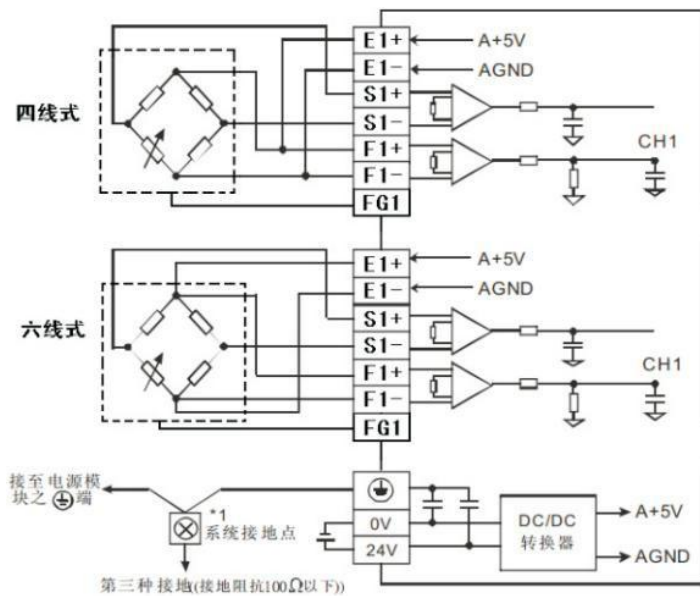 四线式
E1+
E1-
S1+
S1-
F1+
F1-
FG1
A+5V
AGND
CH1
六线式
E1+
E1-
S1+
S1-
F1+
F1-
FG1
A+5V
AGND
CH1
接至电源模
块之 端
*1
系统接地点
第三种接地((接地阻抗100Ω以下))
0V
24V
DC/DC
转换器
A+5V
AGND